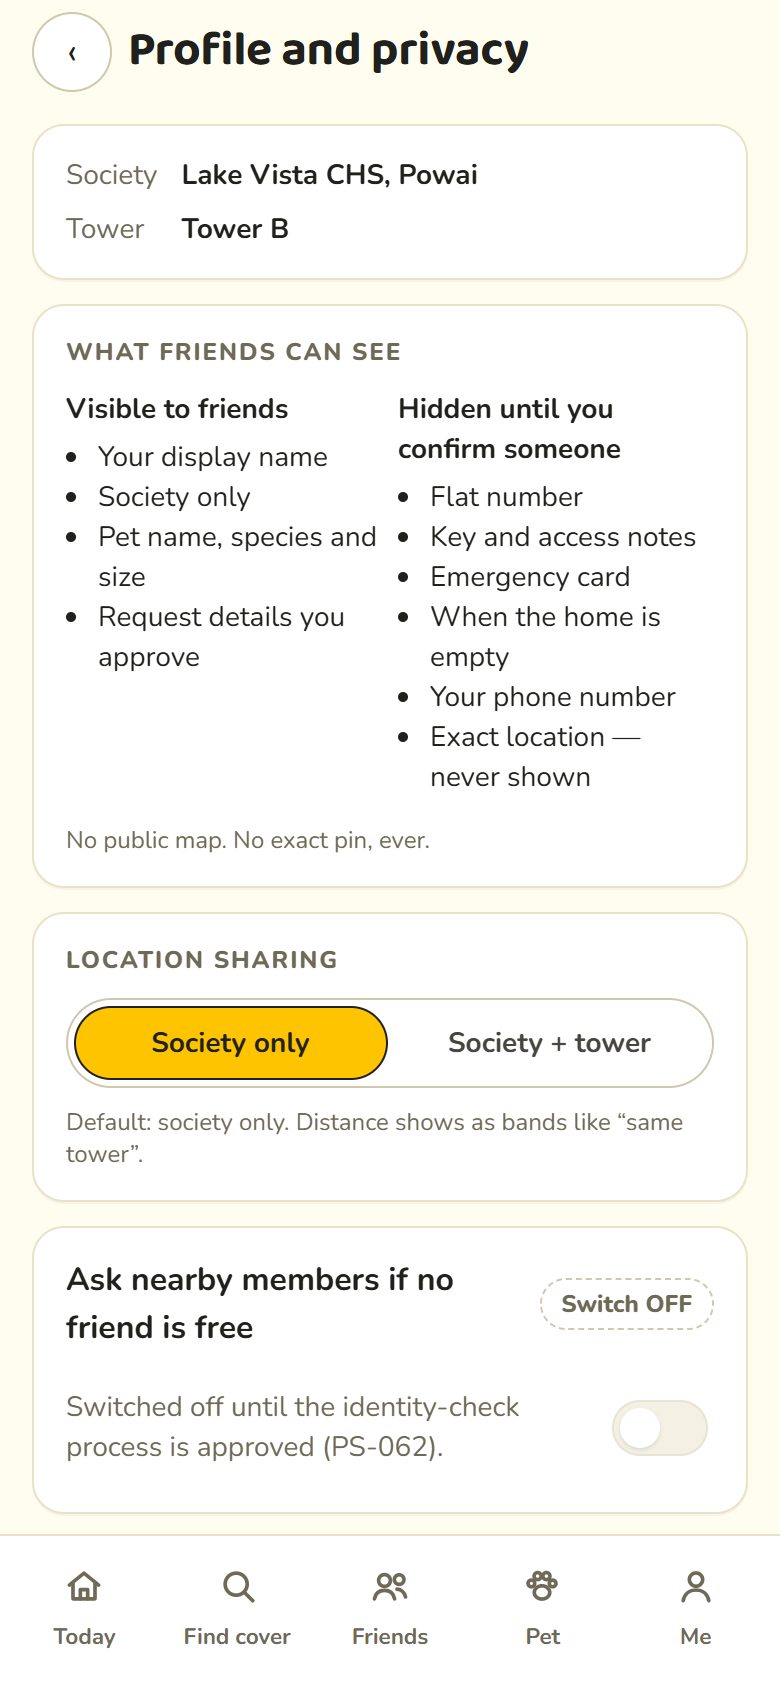 ‹ Profile and privacy
Society Lake Vista CHS, Powai
Tower Tower B
WHAT FRIENDS CAN SEE
Visible to friends
• Your display name
• Society only
• Pet name, species and
size
• Request details you
approve
Hidden until you
confirm someone
• Flat number
• Key and access notes
• Emergency card
• When the home is
empty
• Your phone number
• Exact location —
never shown
No public map. No exact pin, ever.
LOCATION SHARING
Society only Society + tower
Default: society only. Distance shows as bands like “same
tower”.
Ask nearby members if no
friend is free
Switch OFF
Switched off until the identity-check
process is approved (PS-062).
Today Find cover Friends Pet Me